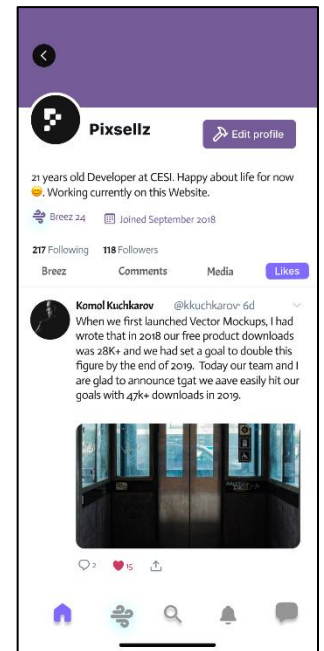 Pixsellz
Edit profile
21 years old Developer at CESI. Happy about life for now
😊. Working currently on this Website.
Breez 24 Joined September 2018
217 Following 118 Followers
Breez Comments Media Likes
Komol Kuchkarov @kkuchkarov· 6d
When we first launched Vector Mockups, I had
wrote that in 2018 our free product downloads
was 28K+ and we had set a goal to double this
figure by the end of 2019. Today our team and I
are glad to announce tgat we aave easily hit our
goals with 47k+ downloads in 2019.
2 15